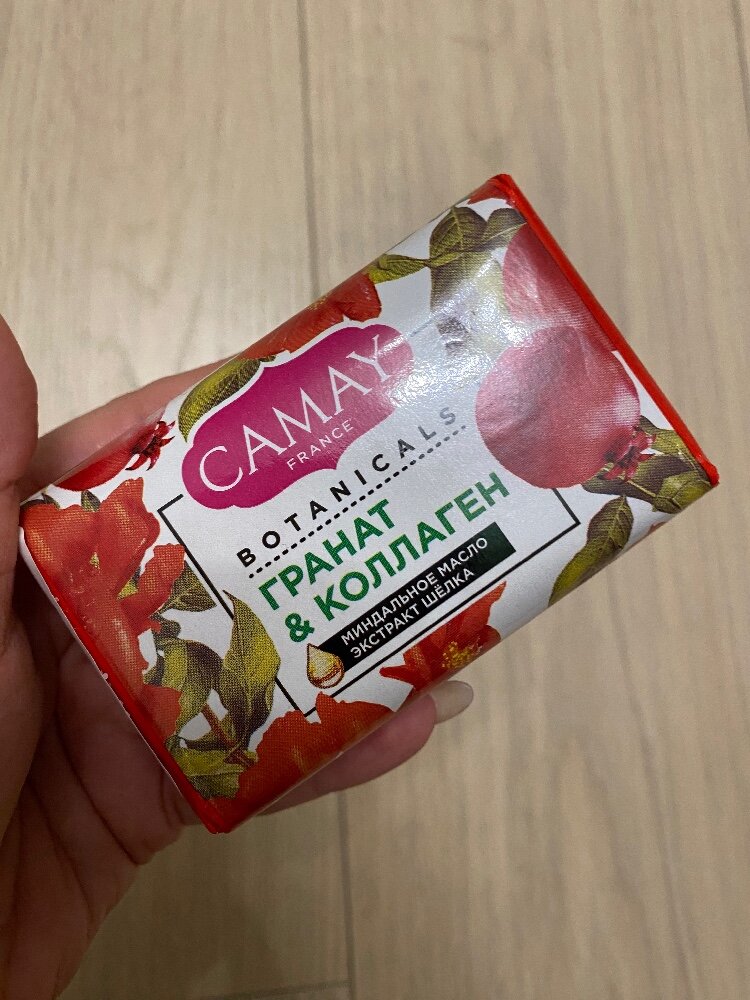 CAMAY
FRANCE
BOTANICALS
ГРАНАТ
& КОЛЛАГЕН
МИНДАЛЬНОЕ МАСЛО
ЭКСТРАКТ ШЁЛКА